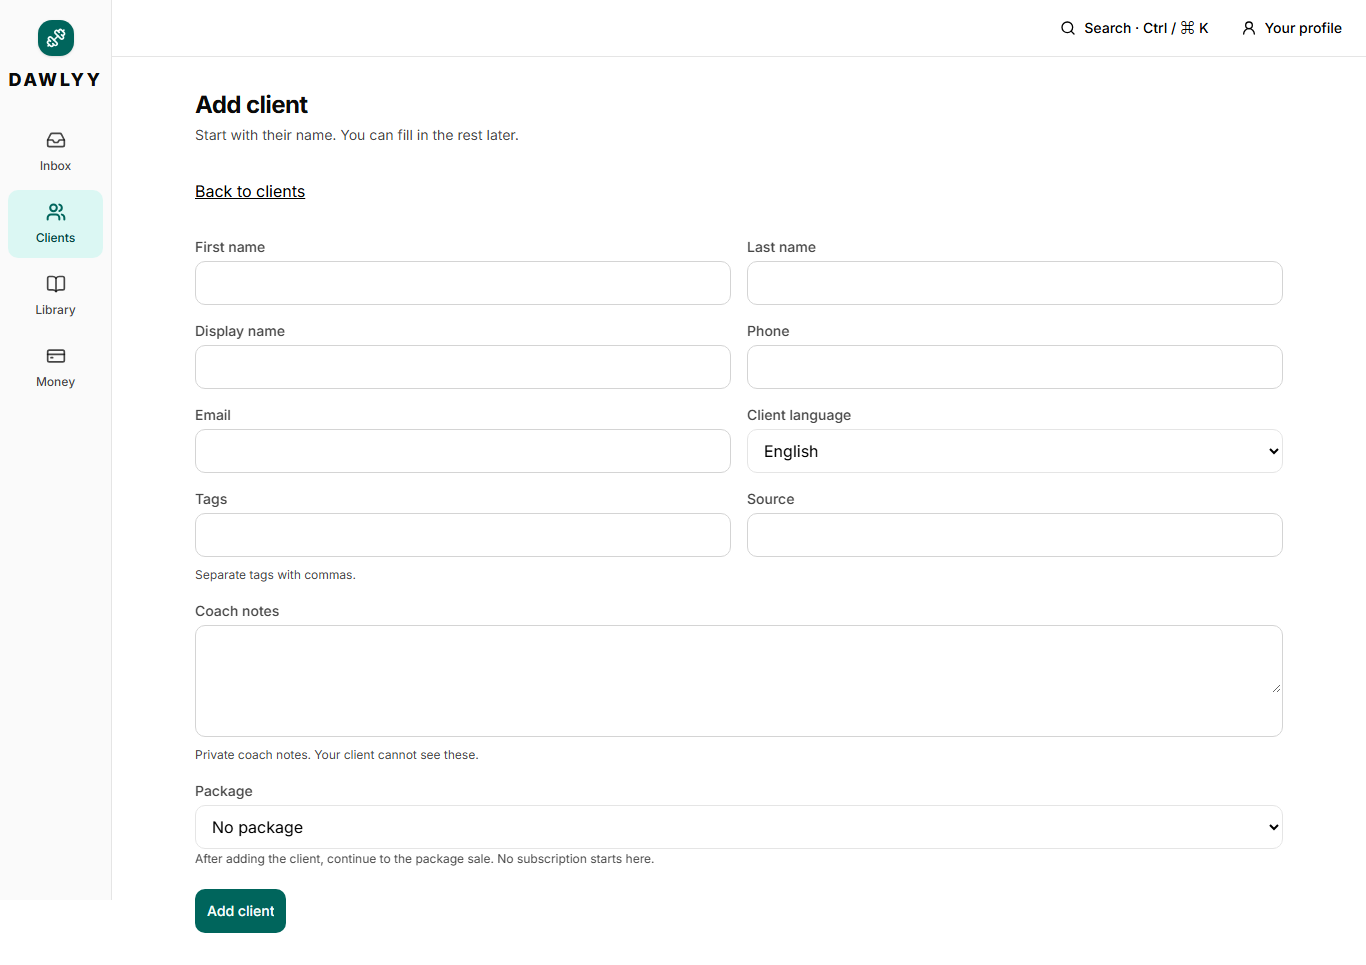 DAWLYY
Inbox
Clients
Library
Money
Search · Ctrl / ⌘ K
Your profile
Add client
Start with their name. You can fill in the rest later.
Back to clients
First name
Last name
Display name
Phone
Email
Client language
English
Tags
Source
Separate tags with commas.
Coach notes
Private coach notes. Your client cannot see these.
Package
No package
After adding the client, continue to the package sale. No subscription starts here.
Add client